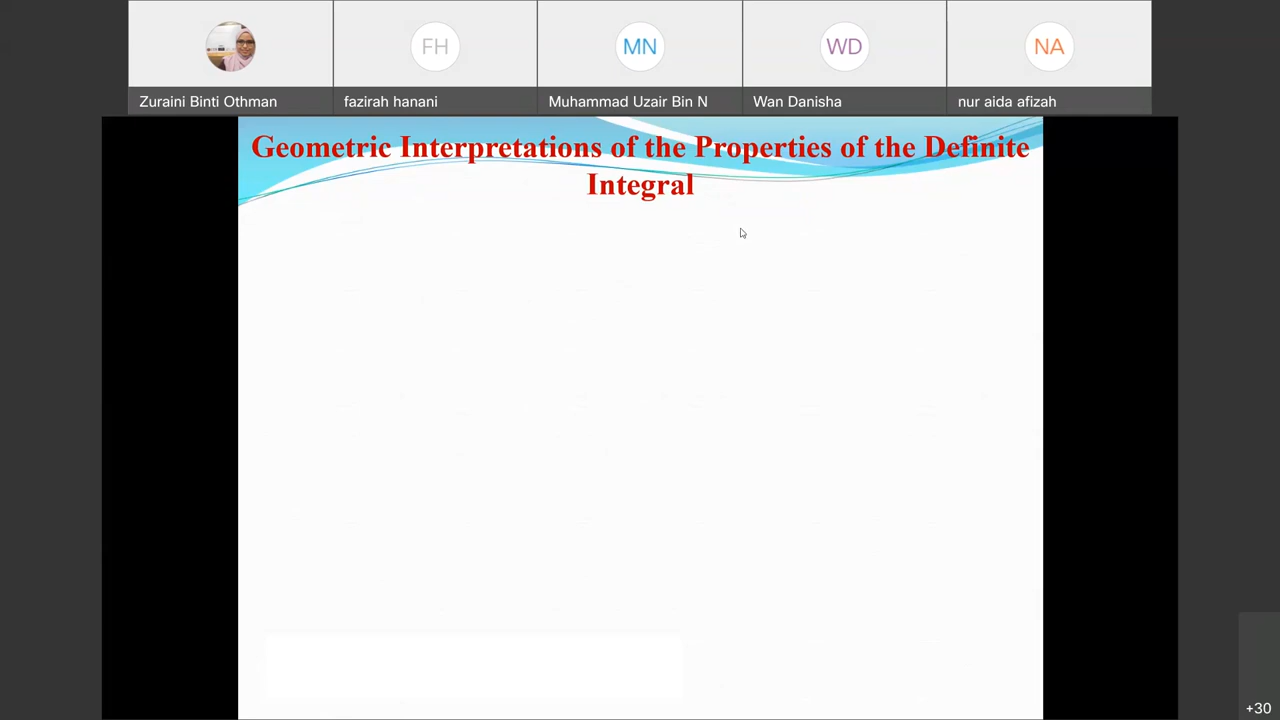 FH
MN
WD
NA
Zuraini Binti Othman
fazirah hanani
Muhammad Uzair Bin N
Wan Danisha
nur aida afizah
Geometric Interpretations of the Properties of the Definite
Integral
+30